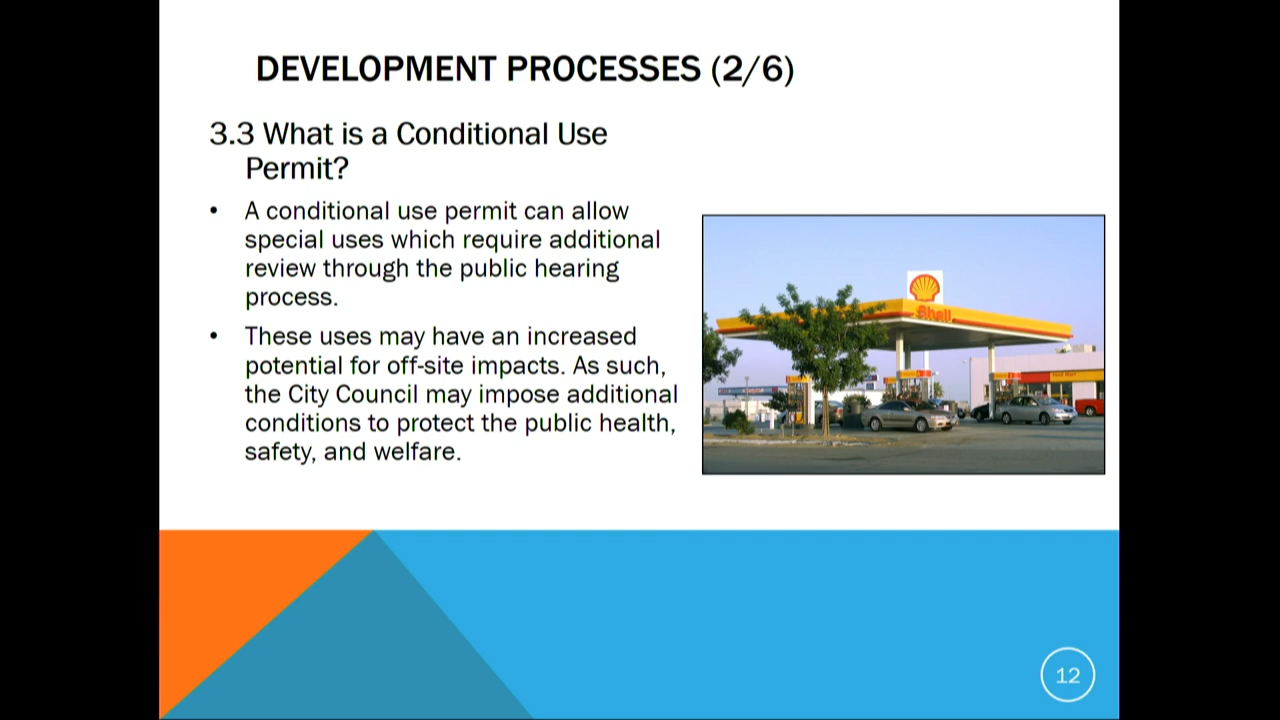 DEVELOPMENT PROCESSES (2/6)
3.3 What is a Conditional Use
Permit?
• A conditional use permit can allow
special uses which require additional
review through the public hearing
process.
• These uses may have an increased
potential for off-site impacts. As such,
the City Council may impose additional
conditions to protect the public health,
safety, and welfare.
Shell
12